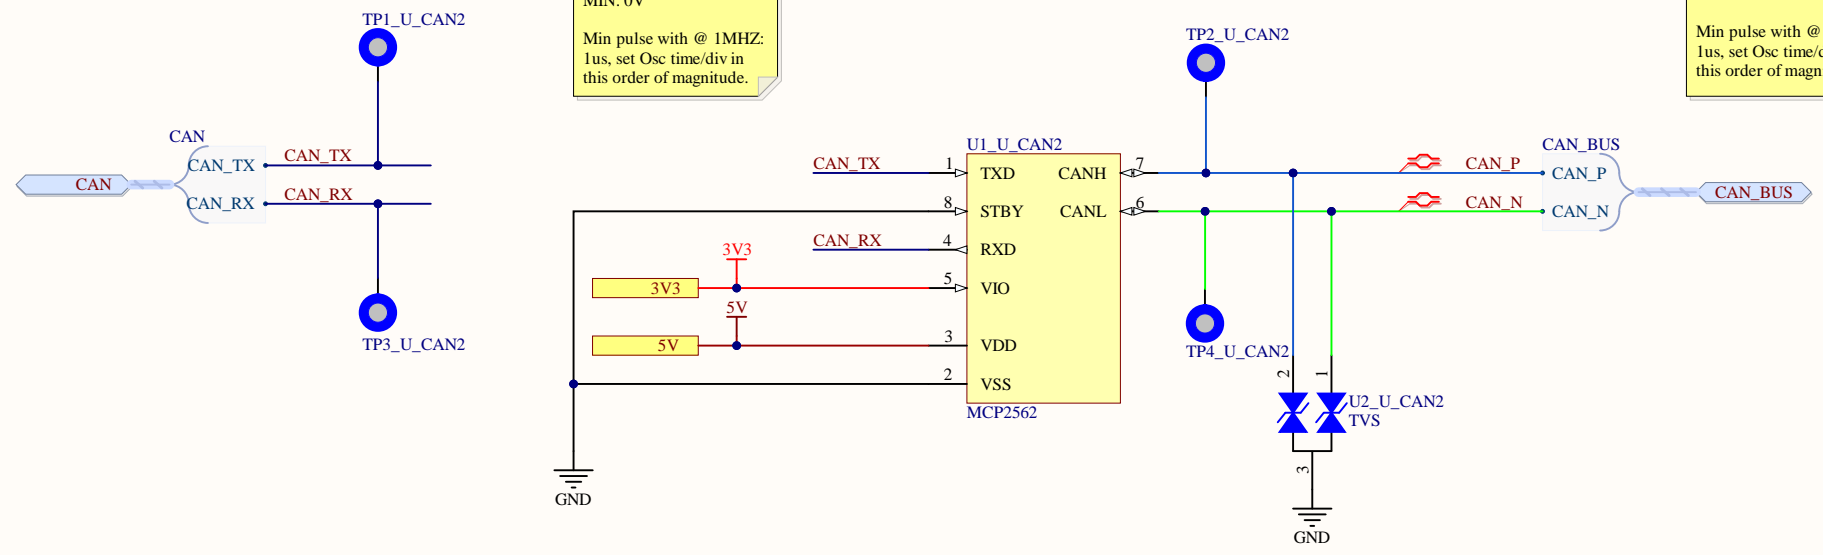 TP1_U_CAN2
CAN
CAN
CAN_TX
CAN_TX
CAN_RX
CAN_RX
TP3_U_CAN2
MIN: 0V
Min pulse with @ 1MHZ:
1us, set Osc time/div in
this order of magnitude.
U1_U_CAN2
CAN_TX
1
TXD
CANH
7
8
STBY
CANL
6
CAN_RX
4
RXD
3V3
3V3
5
VIO
5V
5V
3
VDD
2
VSS
MCP2562
GND
TP2_U_CAN2
TP4_U_CAN2
2
1
U2_U_CAN2
TVS
3
GND
Min pulse with @
1us, set Osc time/
this order of magn
CAN_BUS
CAN_P
CAN_P
CAN_N
CAN_N
CAN_BUS